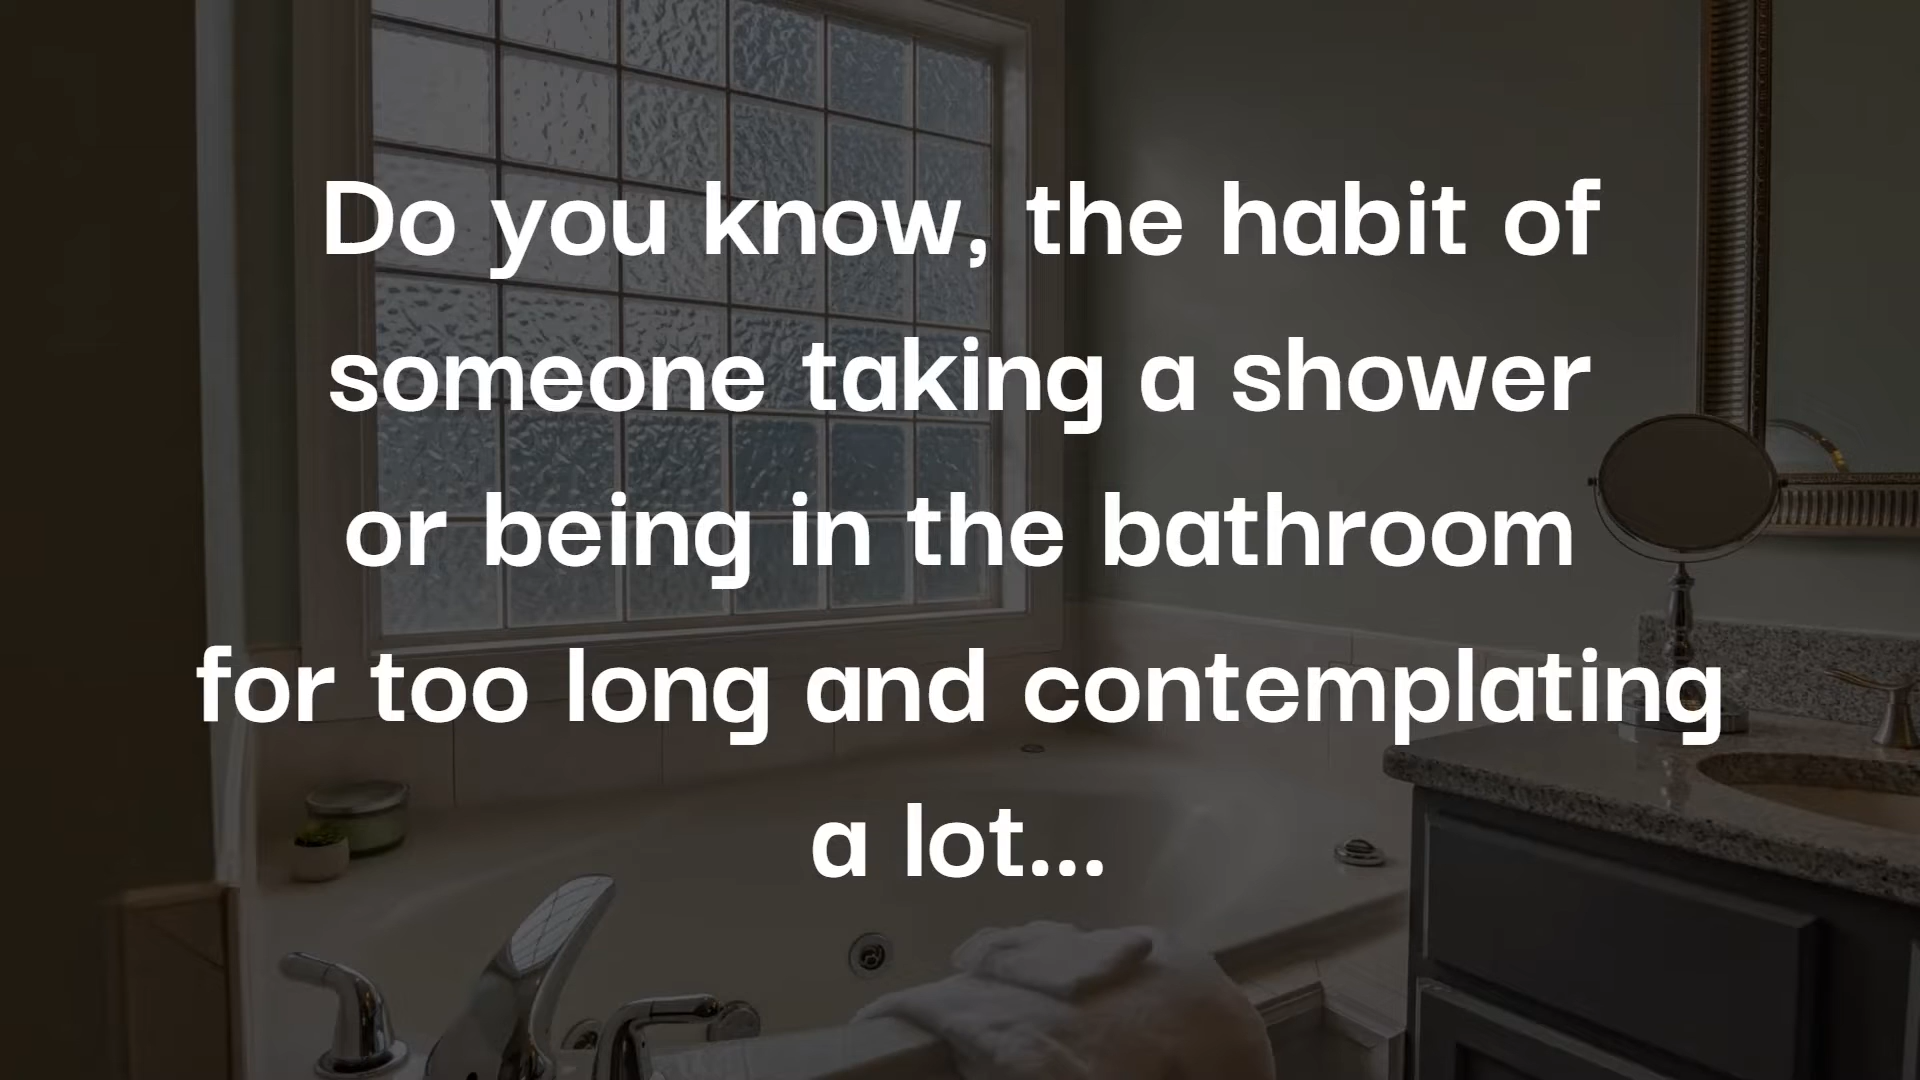 Do you know, the habit of
someone taking a shower
or being in the bathroom
for too long and contemplating
a lot...